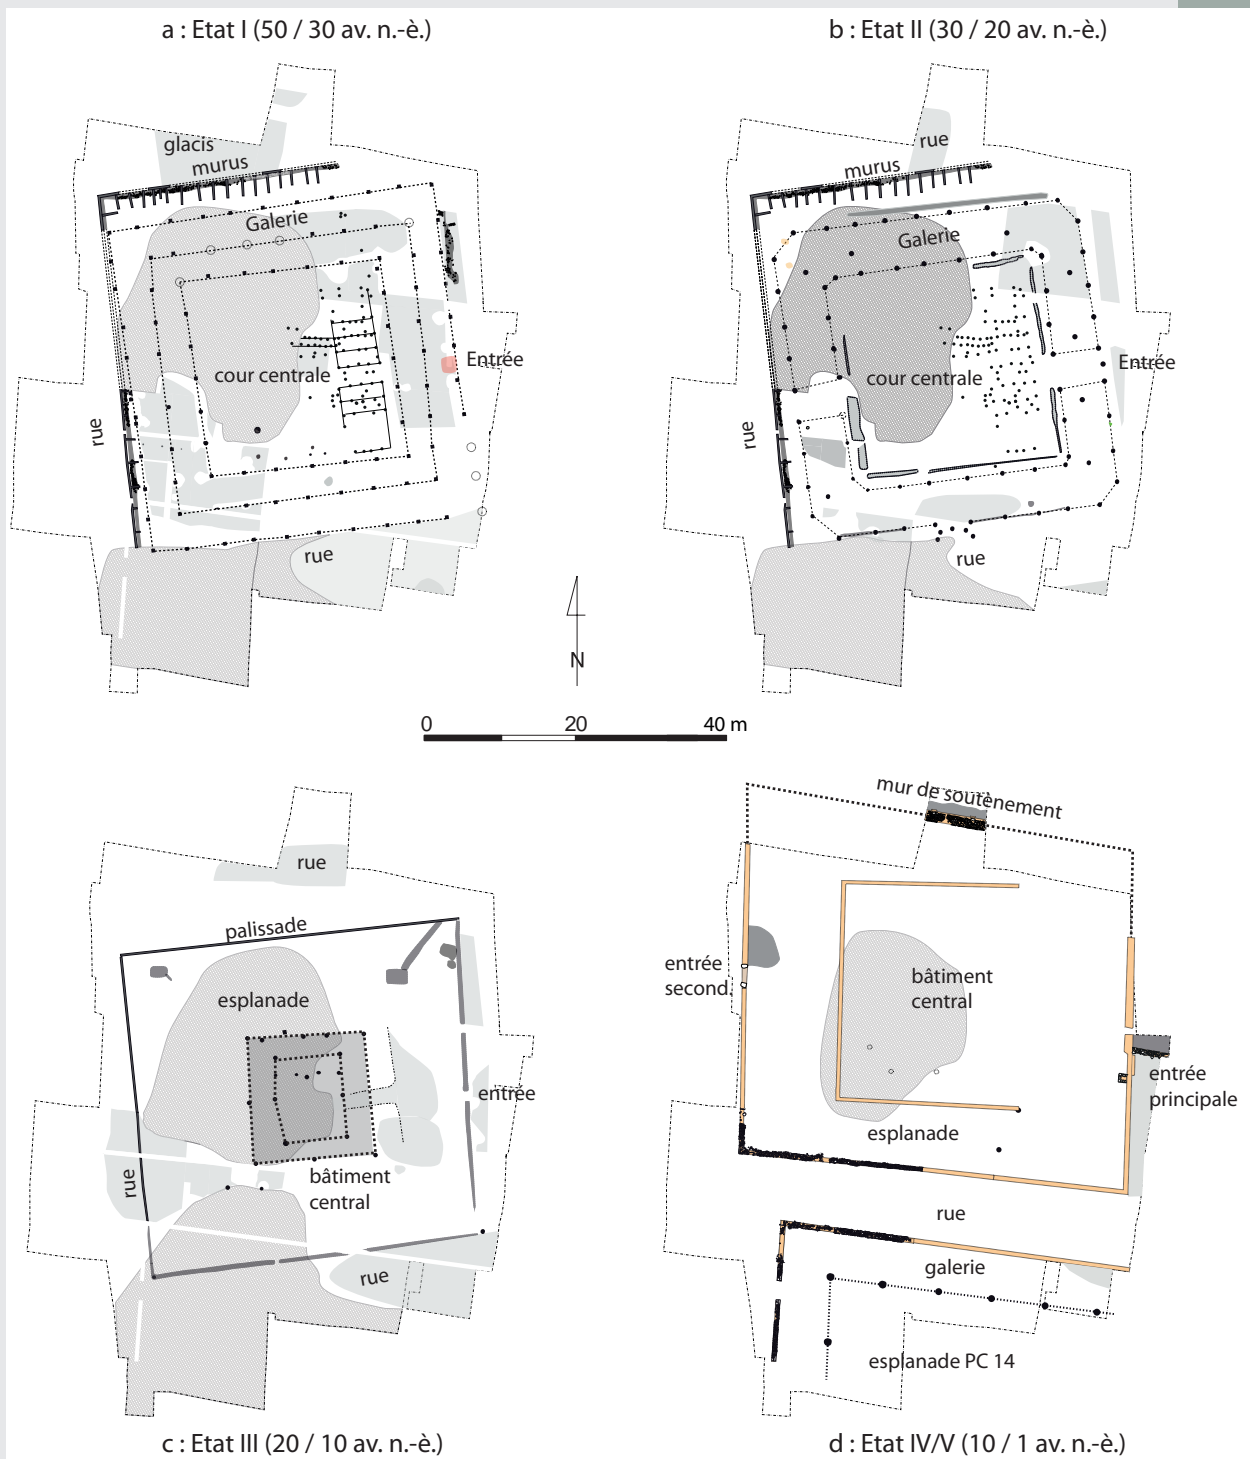 a : Etat I (50 / 30 av. n.-è.)
glacis
murus
Galerie
Entrée
cour centrale
rue
rue
b : Etat II (30 / 20 av. n.-è.)
rue
murus
Galerie
Entrée
cour centrale
rue
rue
N
0 20 40 m
rue
palissade
esplanade
entrée
bâtiment
central
rue
rue
c : Etat III (20 / 10 av. n.-è.)
mur de soutènement
entrée
second.
bâtiment
central
entrée
principale
esplanade
rue
galerie
esplanade PC 14
d : Etat IV/V (10 / 1 av. n.-è.)